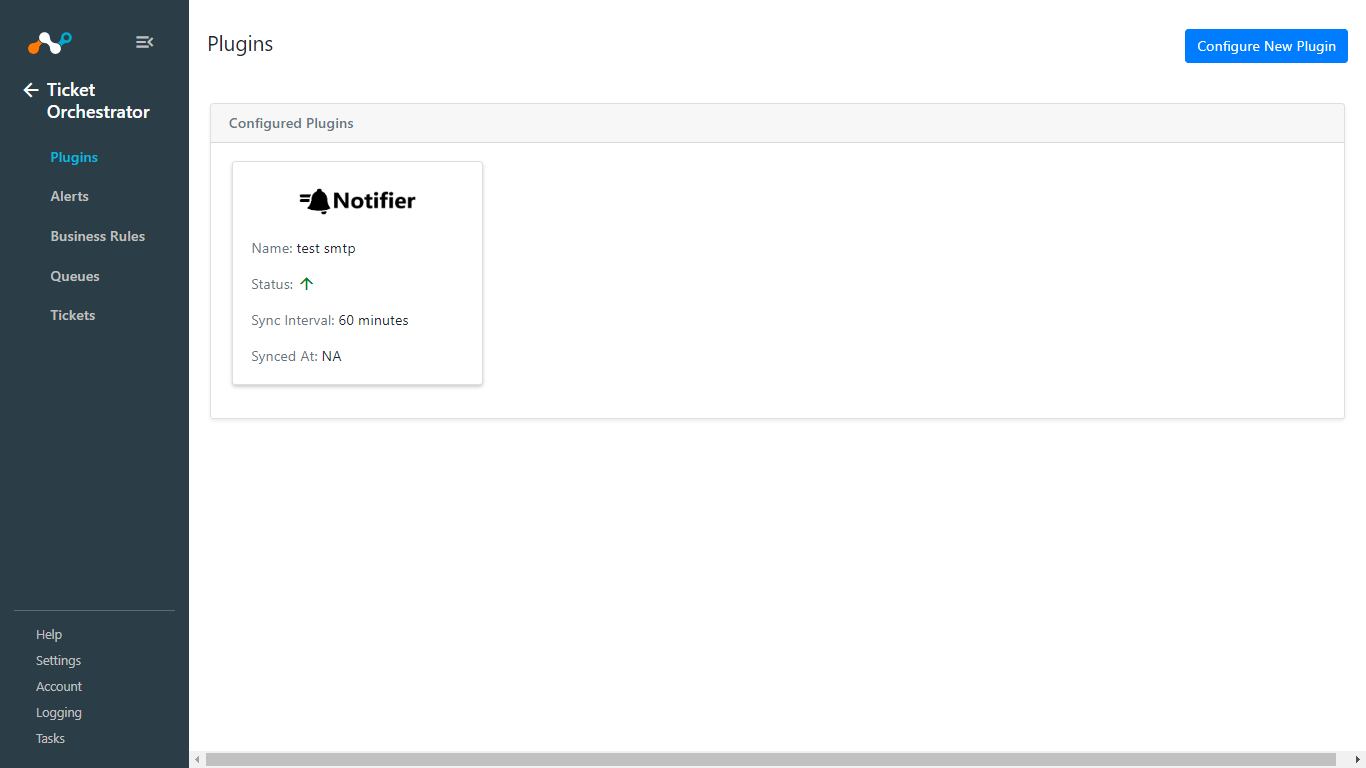 Plugins
Configure New Plugin
Ticket
Orchestrator
Plugins
Alerts
Business Rules
Queues
Tickets
Help
Settings
Account
Logging
Tasks
Configured Plugins
Notifier
Name: test smtp
Status:
Sync Interval: 60 minutes
Synced At: NA